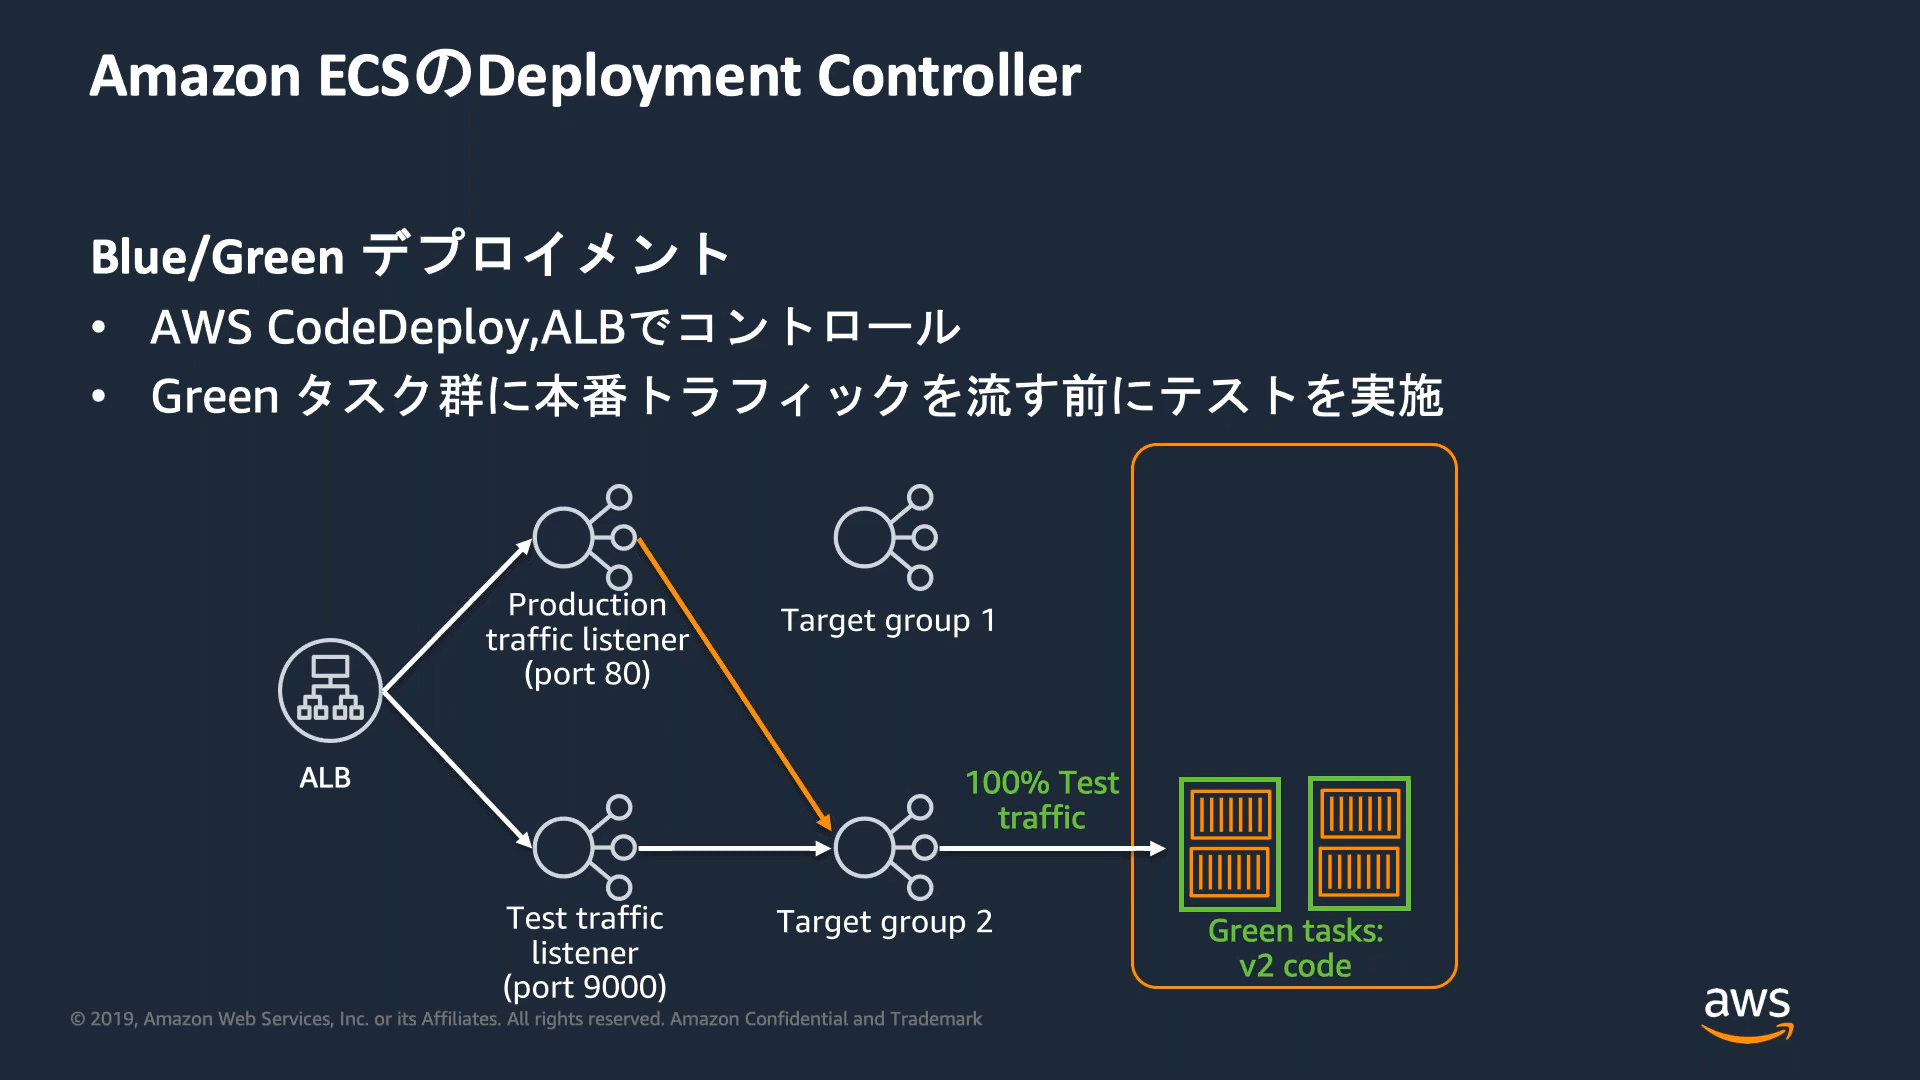 Amazon ECSのDeployment Controller
Blue/Green デプロイメント
• AWS CodeDeploy,ALBでコントロール
• Green タスク群に本番トラフィックを流す前にテストを実施
Production
traffic listener
(port 80)
Target group 1
ALB
100% Test
traffic
Test traffic
listener
(port 9000)
Target group 2
Green tasks:
v2 code
© 2019, Amazon Web Services, Inc. or its Affiliates. All rights reserved. Amazon Confidential and Trademark
aws